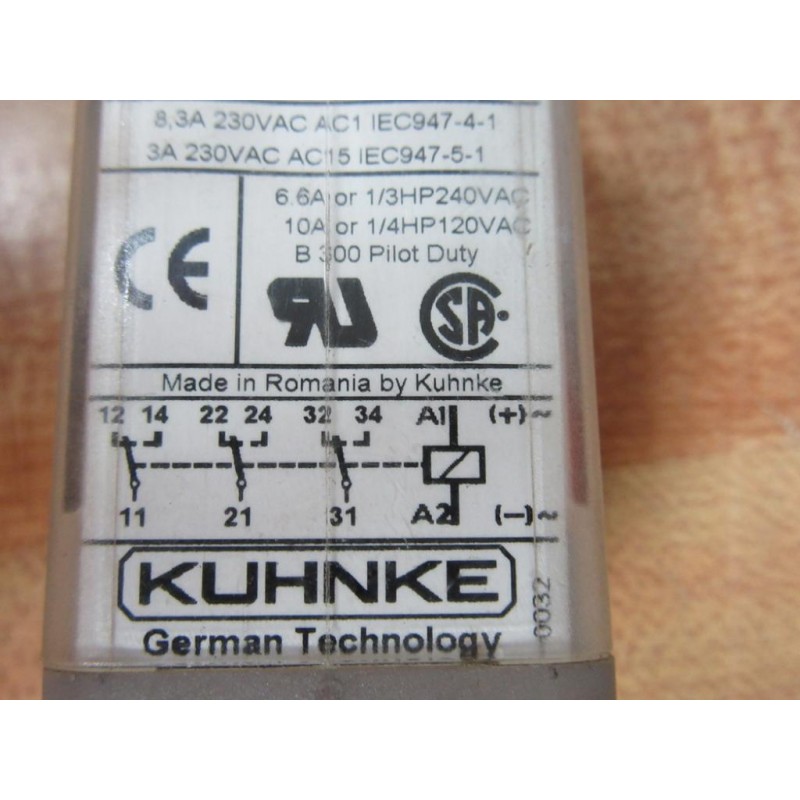 8,3A 230VAC AC1 IEC947-4-1
3A 230VAC AC15 IEC947-5-1
CE
6.6A or 1/3HP240VAC
10A or 1/4HP120VAC
B 300 Pilot Duty
RU
SA
Made in Romania by Kuhnke
12 14 22 24 32 34 A1 (+)~
11 21 31 A2 (—)~
KUHNKE
0032
German Technology